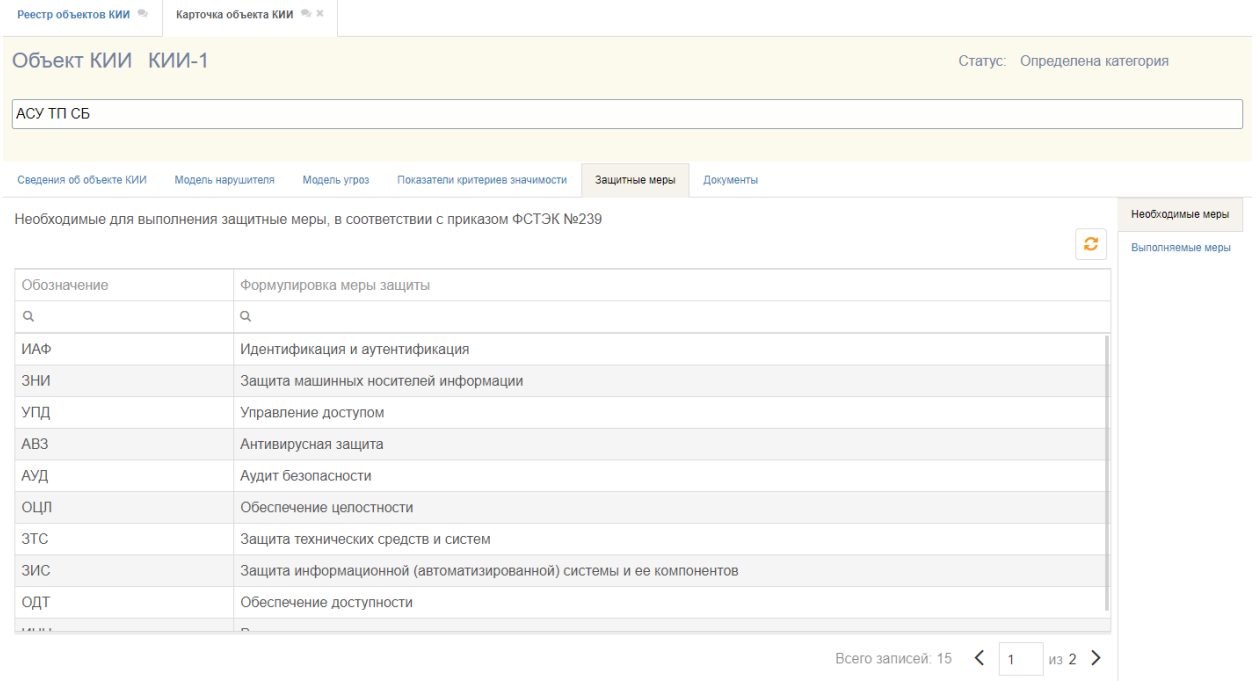 Реестр объектов КИИ Карточка объекта КИИ
Объект КИИ КИИ-1 Статус: Определена категория
АСУ ТП СБ
Сведения об объекте КИИ Модель нарушителя Модель угроз Показатели критериев значимости Защитные меры Документы
Необходимые для выполнения защитные меры, в соответствии с приказом ФСТЭК №239
Необходимые меры
Выполняемые меры
Обозначение Формулировка меры защиты
ИАФ Идентификация и аутентификация
ЗНИ Защита машинных носителей информации
УПД Управление доступом
АВЗ Антивирусная защита
АУД Аудит безопасности
ОЦЛ Обеспечение целостности
ЗТС Защита технических средств и систем
ЗИС Защита информационной (автоматизированной) системы и ее компонентов
ОДТ Обеспечение доступности
Всего записей: 15 1 из 2